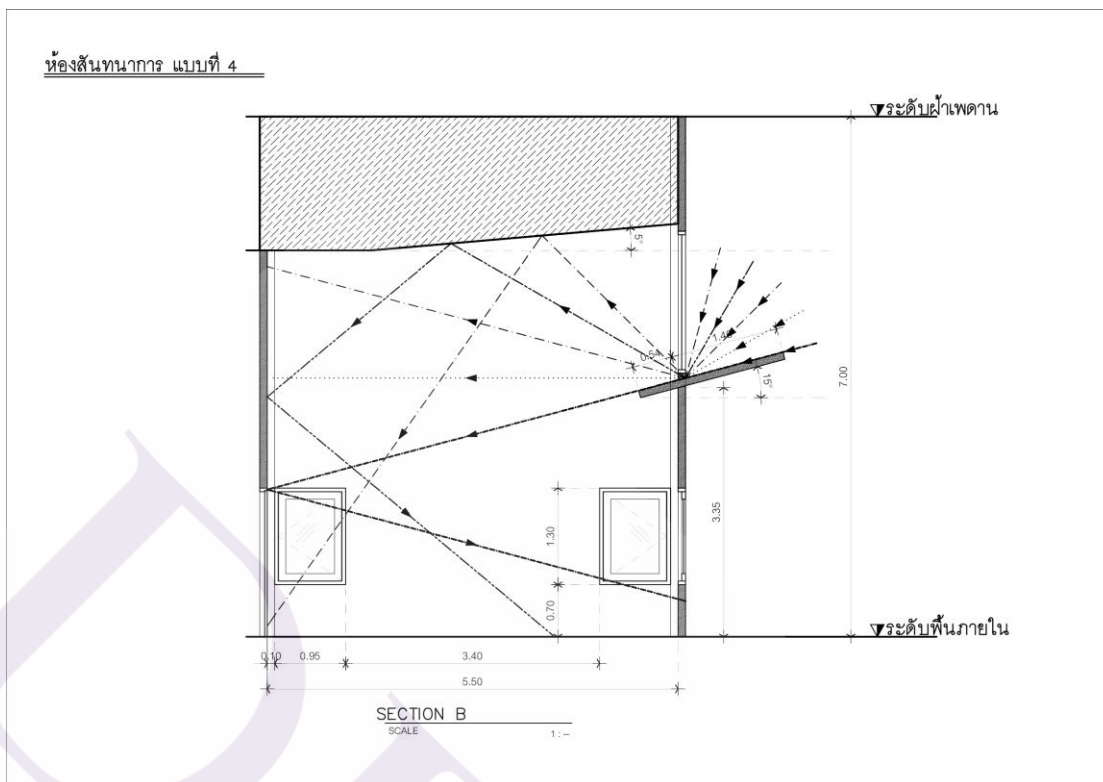 ห้องสันทนาการ แบบที่ 4
ระดับฝ้าเพดาน
5°
1.46
0.54
15°
7.00
3.35
1.30
0.70
ระดับพื้นภายใน
0.10 0.95 3.40
5.50
SECTION B
SCALE 1 : --